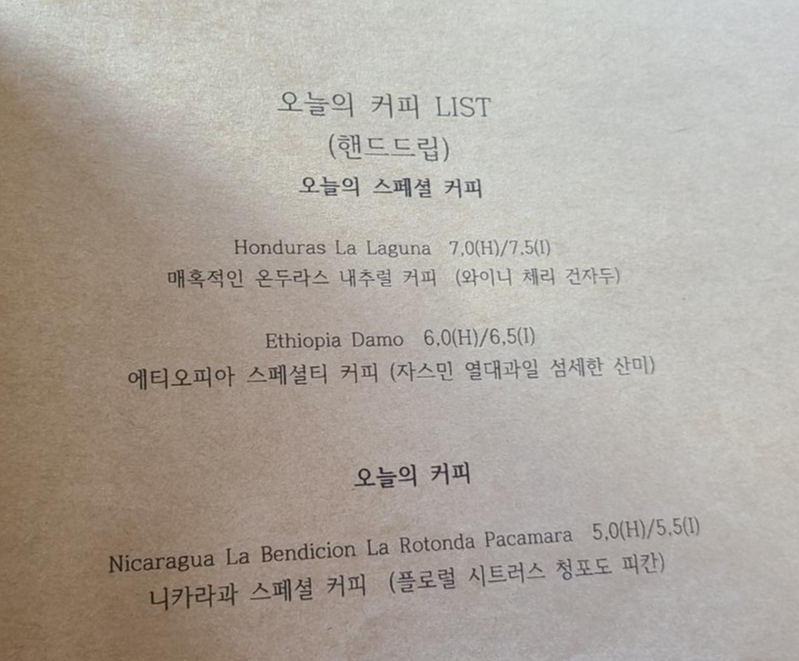 오늘의 커피 LIST
(핸드드립)
오늘의 스페셜 커피
Honduras La Laguna 7,0(H)/7,5(I)
매혹적인 온두라스 내추럴 커피 (와이니 체리 건자두)
Ethiopia Damo 6,0(H)/6,5(I)
에티오피아 스페셜티 커피 (자스민 열대과일 섬세한 산미)
오늘의 커피
Nicaragua La Bendicion La Rotonda Pacamara 5,0(H)/5,5(I)
니카라과 스페셜 커피 (플로럴 시트러스 청포도 피칸)